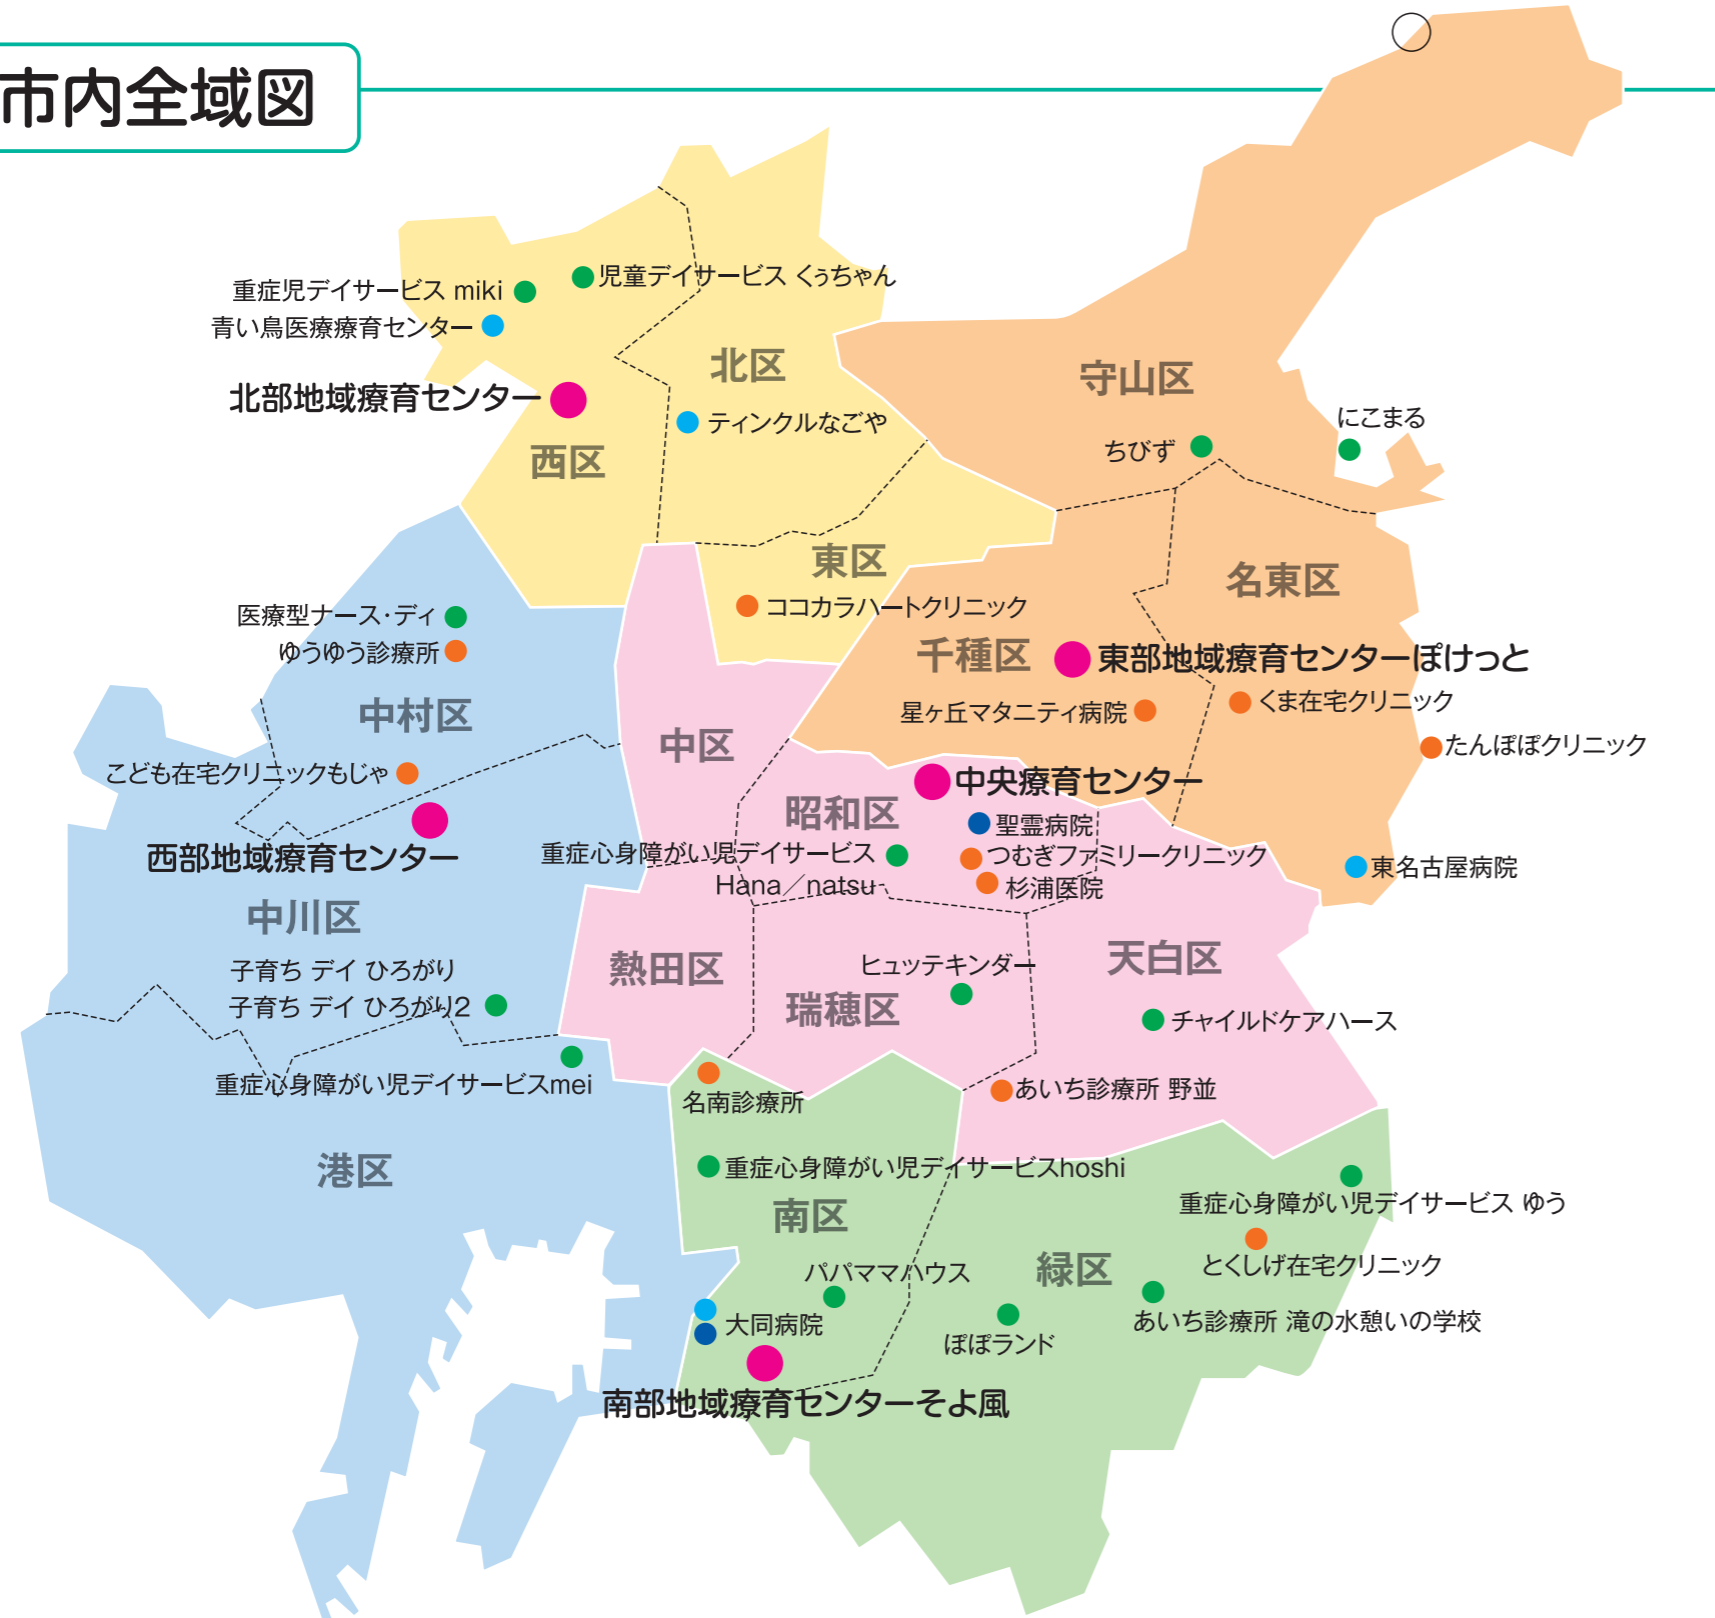 市内全域図
児童デイサービス くぅちゃん
重症児デイサービス miki
青い鳥医療療育センター
北区
守山区
北部地域療育センター
ティンクルなごや
にこまる
ちびず
西区
東区
名東区
ココカラハートクリニック
医療型ナース・ディ
ゆうゆう診療所
千種区
東部地域療育センターぽけっと
くま在宅クリニック
星ヶ丘マタニティ病院
中村区
中区
たんぽぽクリニック
こども在宅クリニックもじゃ
中央療育センター
昭和区
聖霊病院
西部地域療育センター
重症心身障がい児デイサービス
Hana／natsu
つむぎファミリークリニック
杉浦医院
東名古屋病院
中川区
熱田区
天白区
子育ち デイ ひろがり
子育ち デイ ひろがり2
ヒュッテキンダー
瑞穂区
チャイルドケアハース
重症心身障がい児デイサービスmei
名南診療所
あいち診療所 野並
港区
重症心身障がい児デイサービスhoshi
南区
重症心身障がい児デイサービス ゆう
緑区
とくしげ在宅クリニック
パパママハウス
大同病院
ぽぽランド
あいち診療所 滝の水憩いの学校
南部地域療育センターそよ風